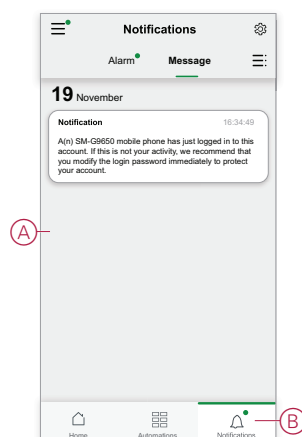 Notifications
Alarm Message
19 November
Notification 16:34:49
A(n) SM-G9650 mobile phone has just logged in to this
account. If this is not your activity, we recommend that
you modify the login password immediately to protect
your account.
A
B
Home Automations Notifications